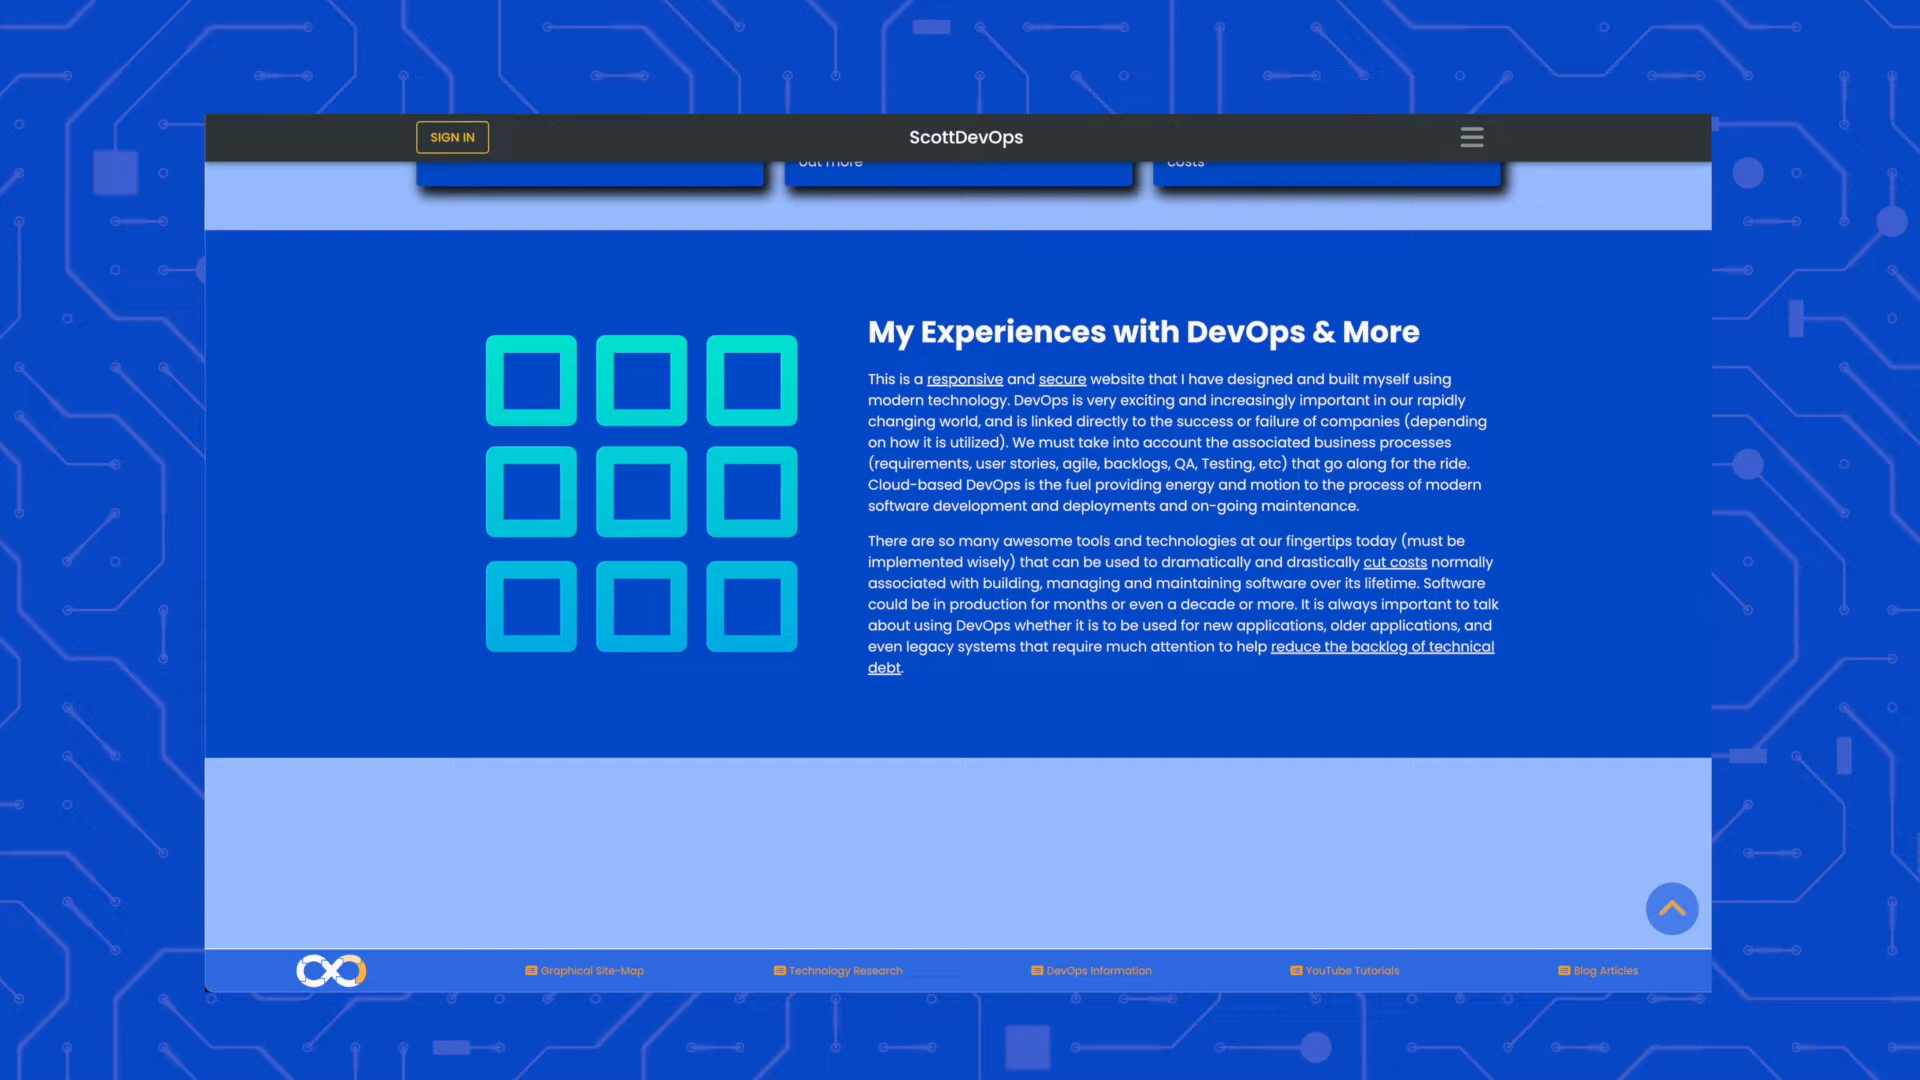 SIGN IN
ScottDevOps
out more
costs
My Experiences with DevOps & More
This is a responsive and secure website that I have designed and built myself using
modern technology. DevOps is very exciting and increasingly important in our rapidly
changing world, and is linked directly to the success or failure of companies (depending
on how it is utilized). We must take into account the associated business processes
(requirements, user stories, agile, backlogs, QA, Testing, etc) that go along for the ride.
Cloud-based DevOps is the fuel providing energy and motion to the process of modern
software development and deployments and on-going maintenance.
There are so many awesome tools and technologies at our fingertips today (must be
implemented wisely) that can be used to dramatically and drastically cut costs normally
associated with building, managing and maintaining software over its lifetime. Software
could be in production for months or even a decade or more. It is always important to talk
about using DevOps whether it is to be used for new applications, older applications, and
even legacy systems that require much attention to help reduce the backlog of technical
debt.
Graphical Site-Map
Technology Research
DevOps Information
YouTube Tutorials
Blog Articles